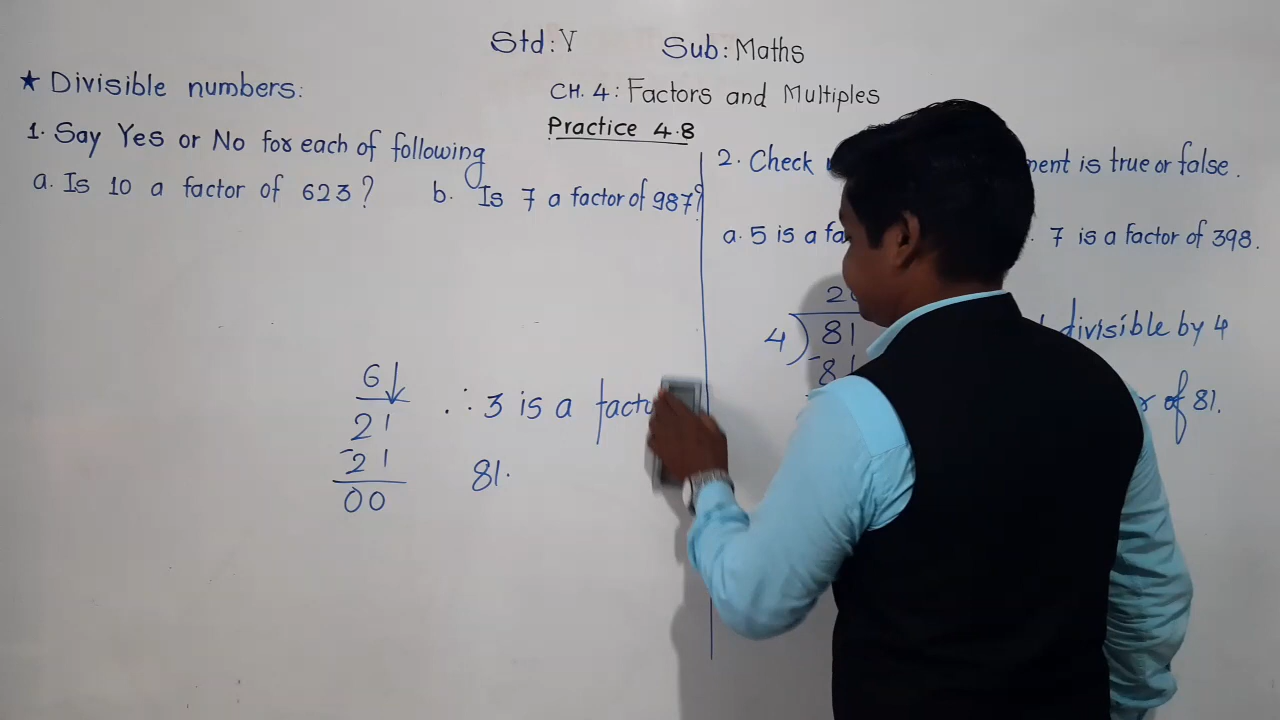 Std: V Sub: Maths
★ Divisible numbers:
CH. 4: Factors and Multiples
Practice 4.8
1. Say Yes or No for each of following
a. Is 10 a factor of 623? b. Is 7 a factor of 987?
6
21
-21
00
∴ 3 is a
81.
2. Check is true or false.
a. 5 is a 7 is a factor of 398.
4) 81
divisible by 4
of 81.